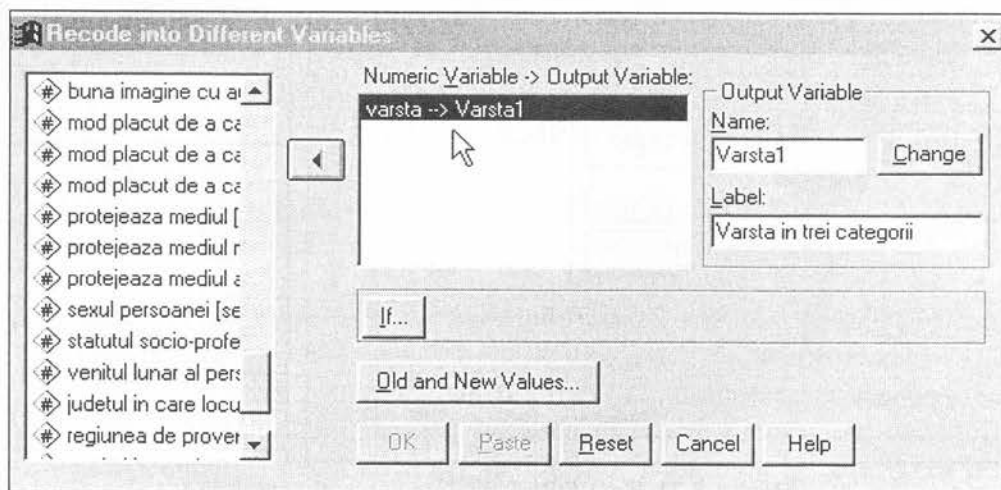 Recode into Different Variables
buna imagine cu ar
mod placut de a ca
mod placut de a ca
mod placut de a ca
protejeaza mediul [
protejeaza mediul r
protejeaza mediul a
sexul persoanei [se
statutul socio-profe
venitul lunar al pers
judetul in care locu
regiunea de prover
Numeric Variable -> Output Variable:
varsta --> Varsta1
Output Variable
Name:
Varsta1
Change
Label:
Varsta in trei categorii
If...
Old and New Values...
OK
Paste
Reset
Cancel
Help